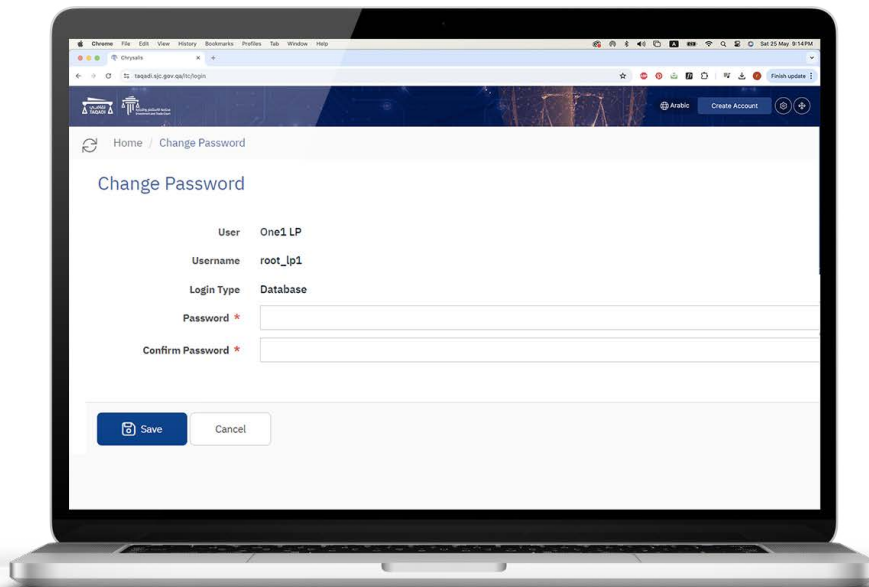 Chrome File Edit View History Bookmarks Profiles Tab Window Help
Sat 25 May 9:14 PM
Chrysalis
taqadi.sjc.gov.qa/itc/login
Finish update
TAQADI
Arabic
Create Account
Home / Change Password
Change Password
User One1 LP
Username root_lp1
Login Type Database
Password *
Confirm Password *
Save Cancel